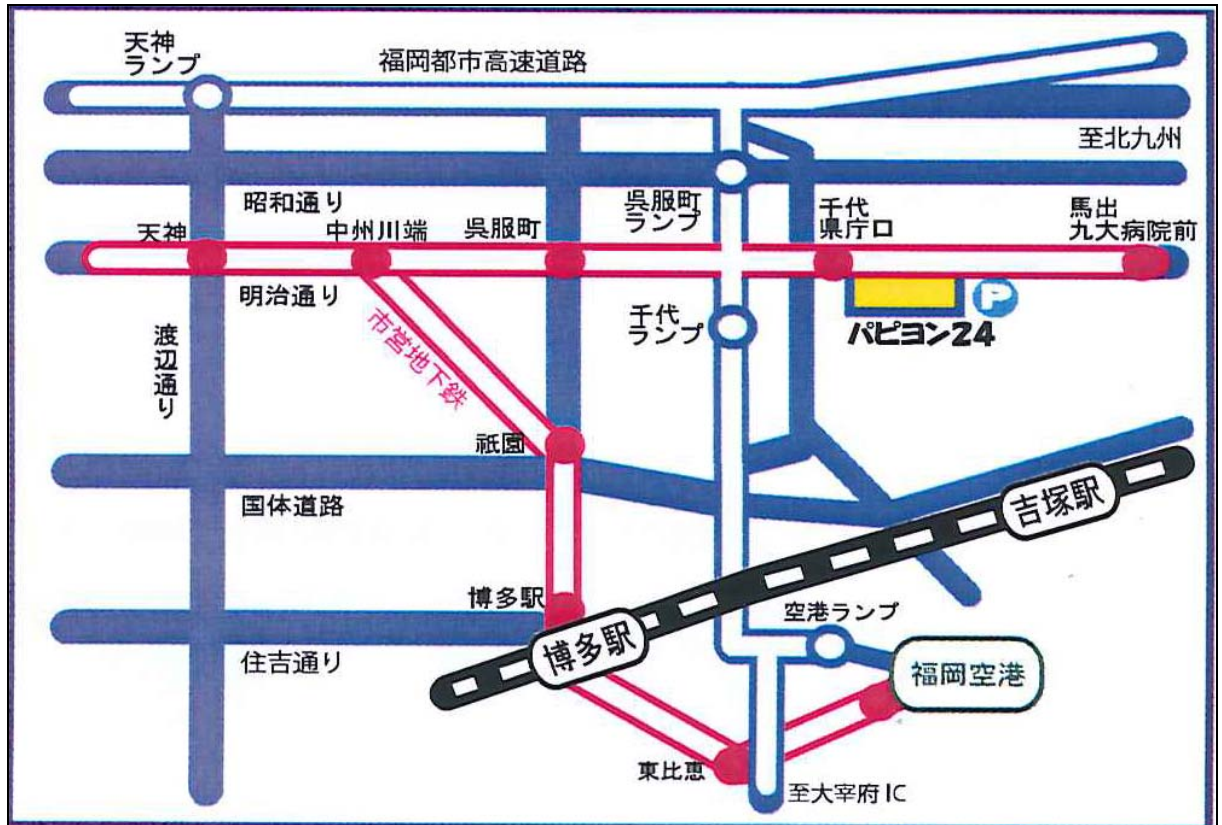 天神
ランプ
福岡都市高速道路
至北九州
昭和通り
呉服町
ランプ
千代
県庁口
馬出
九大病院前
天神
中州川端
呉服町
明治通り
千代
ランプ
P
パピヨン24
渡辺通り
市営地下鉄
祇園
国体道路
吉塚駅
博多駅
博多駅
空港ランプ
住吉通り
福岡空港
東比恵
至大宰府IC